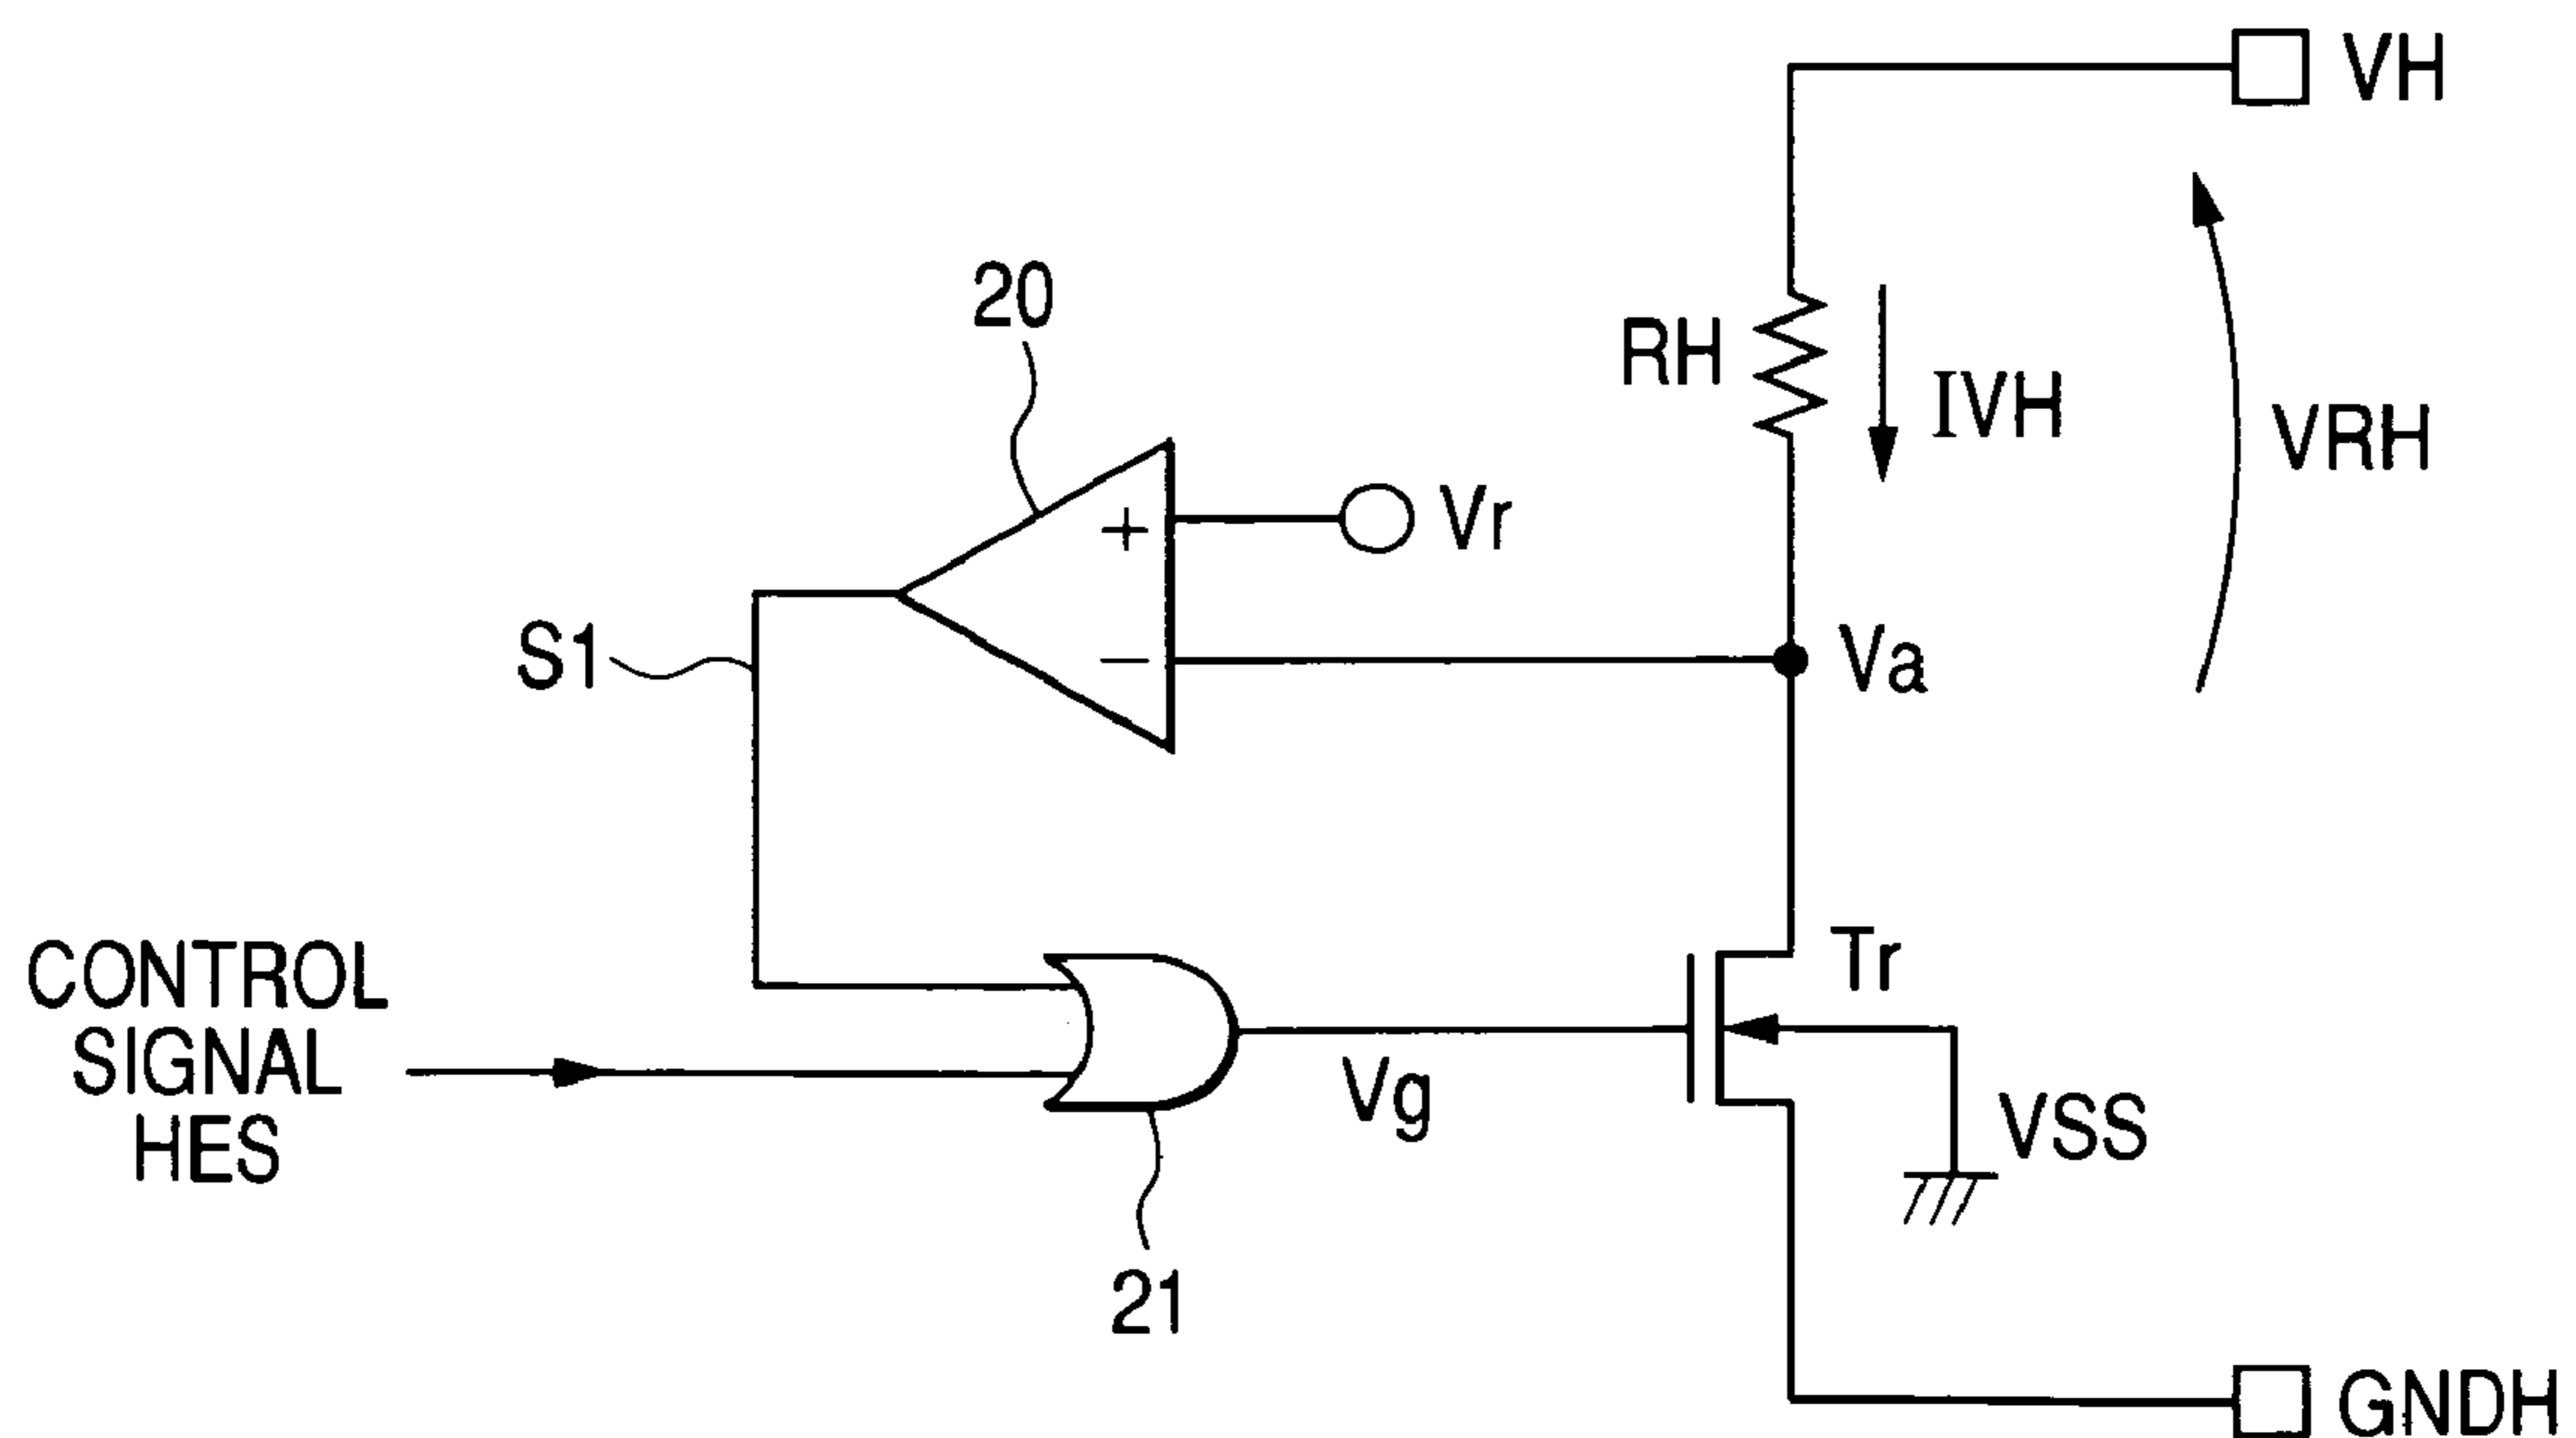 VH
20
RH
IVH
VRH
+
Vr
S1
−
Va
CONTROL
SIGNAL
HES
Tr
Vg
VSS
21
GNDH